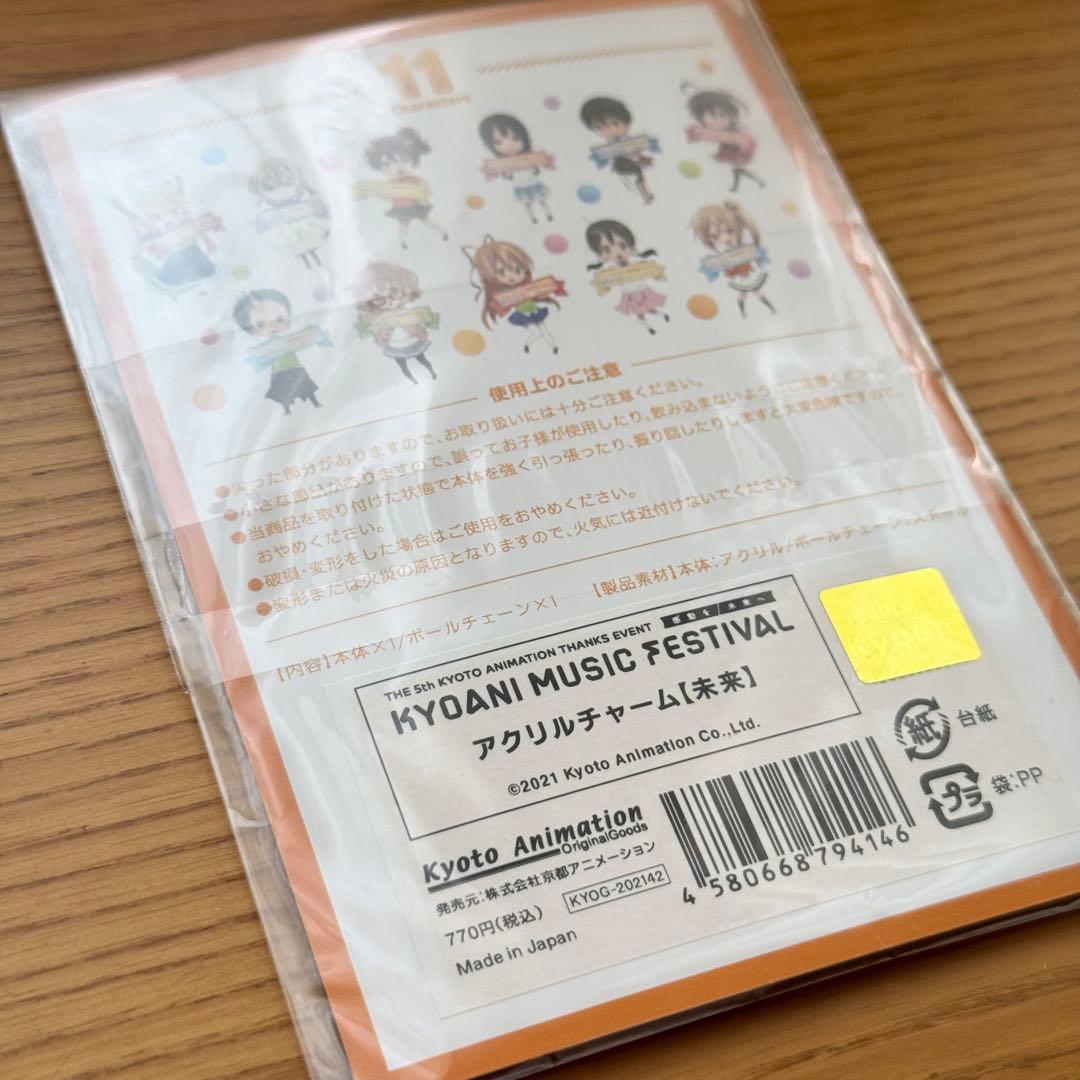 11
characters
使用上のご注意
●尖った部分がありますので、お取り扱いには十分ご注意ください。
●小さな部品がありますので、誤ってお子様が使用したり、飲み込まないようにご注意ください。
●当商品を取り付けた状態で本体を強く引っ張ったり、振り回したりしますと大変危険ですので、
おやめください。
●破損・変形をした場合はご使用をおやめください。
●変形または火災の原因となりますので、火気には近付けないでください。
【内容】本体×1/ボールチェーン×1 【製品素材】本体：アクリル/ボールチェーン：スチール
THE 5th KYOTO ANIMATION THANKS EVENT
感動を 未来へ
KYOANI MUSIC FESTIVAL
アクリルチャーム【未来】
©2021 Kyoto Animation Co.,Ltd.
Kyoto Animation
OriginalGoods
発売元:株式会社京都アニメーション
770円(税込) KYOG-202142
Made in Japan
4 580668 794146
紙 台紙
プラ 袋:PP